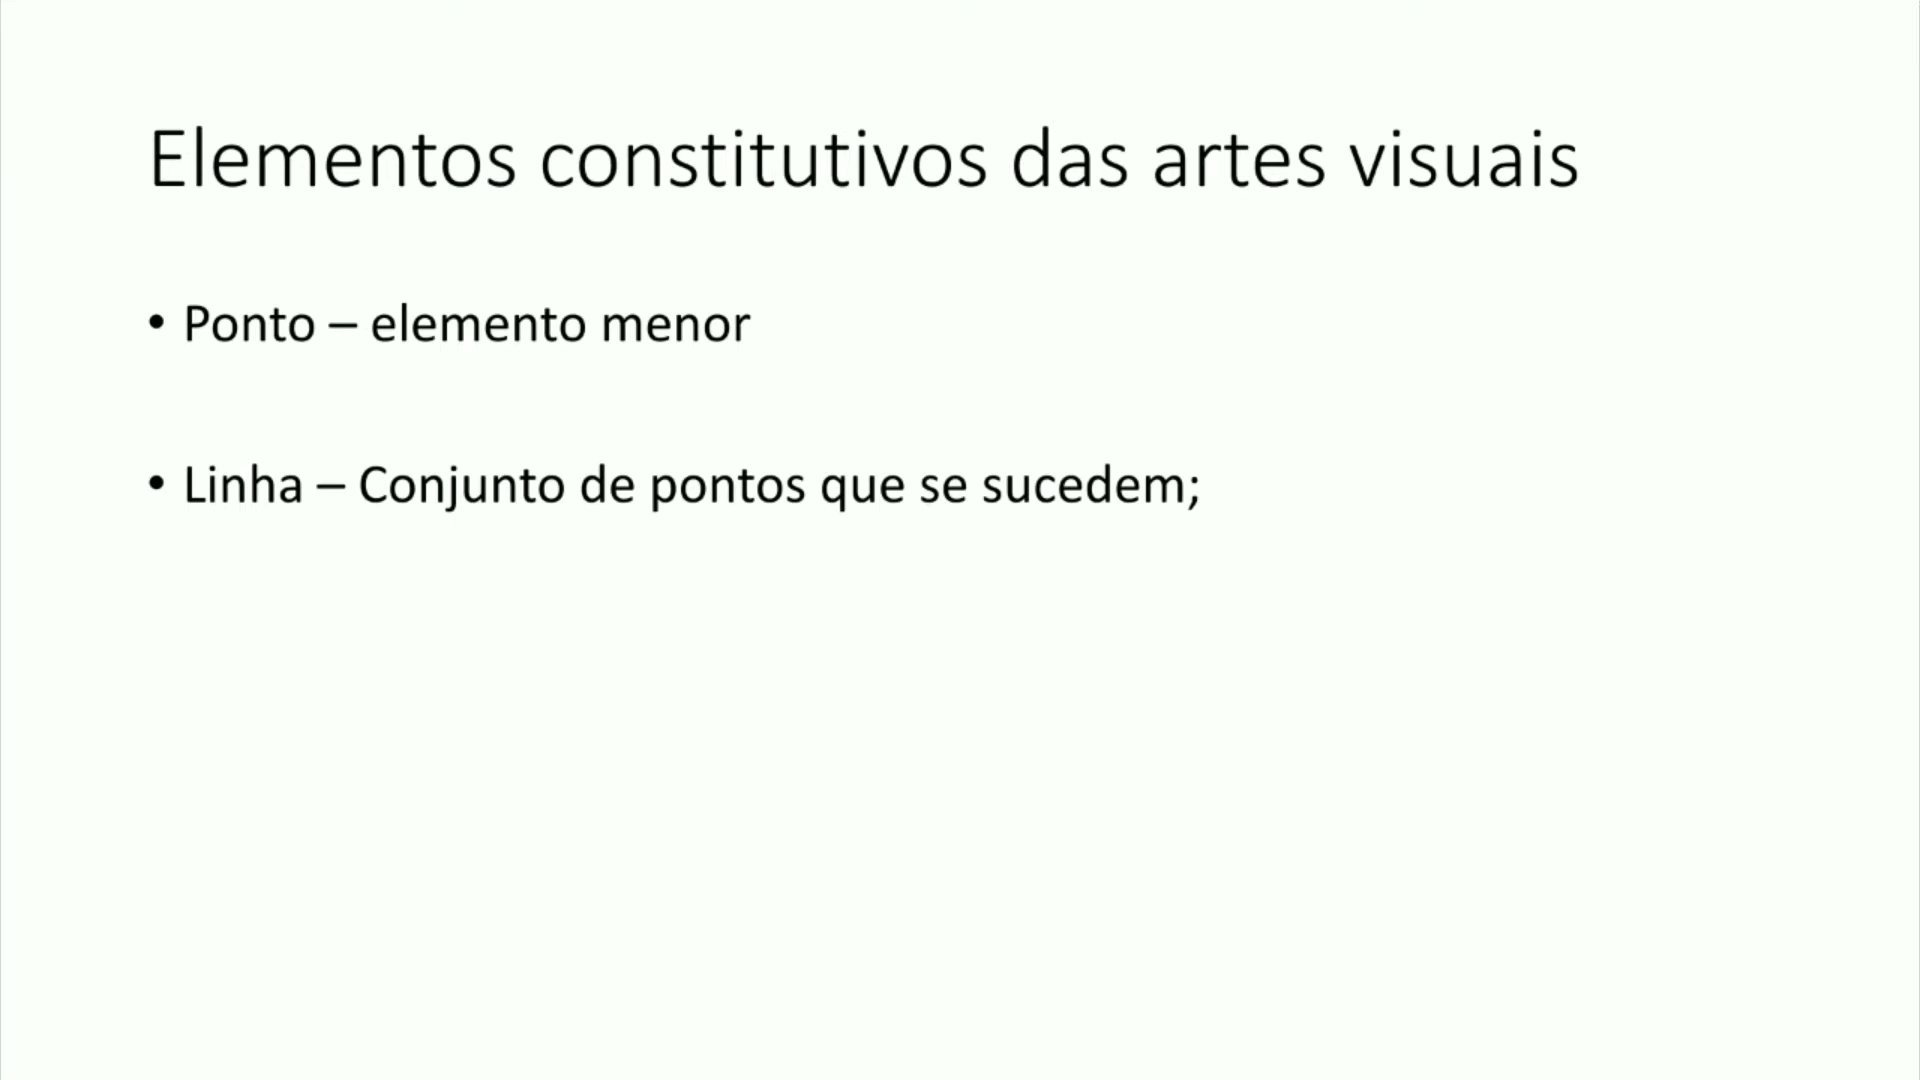 Elementos constitutivos das artes visuais
• Ponto – elemento menor
• Linha – Conjunto de pontos que se sucedem;